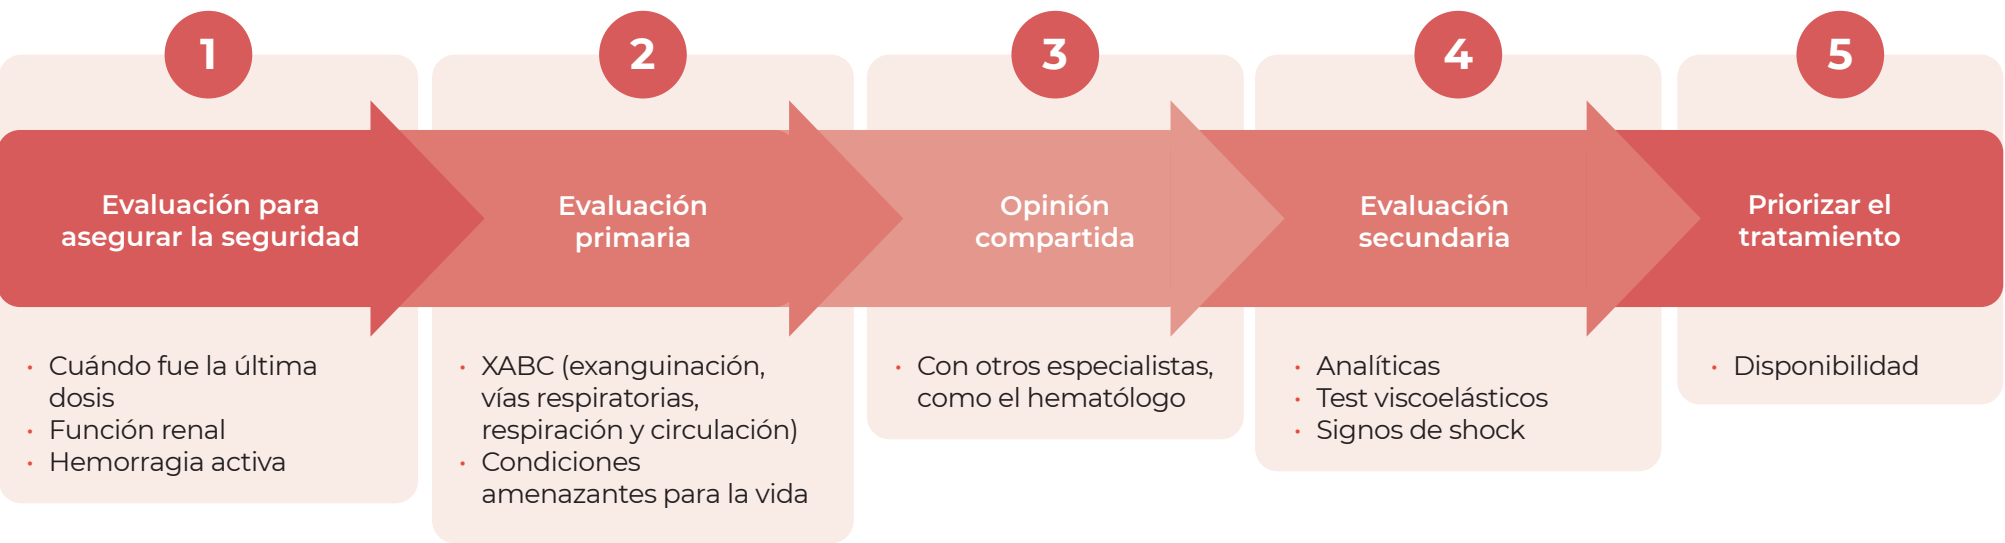 1
Evaluación para
asegurar la seguridad
• Cuándo fue la última
dosis
• Función renal
• Hemorragia activa
2
Evaluación
primaria
• XABC (exanguinación,
vías respiratorias,
respiración y circulación)
• Condiciones
amenazantes para la vida
3
Opinión
compartida
• Con otros especialistas,
como el hematólogo
4
Evaluación
secundaria
• Analíticas
• Test viscoelásticos
• Signos de shock
5
Priorizar el
tratamiento
• Disponibilidad